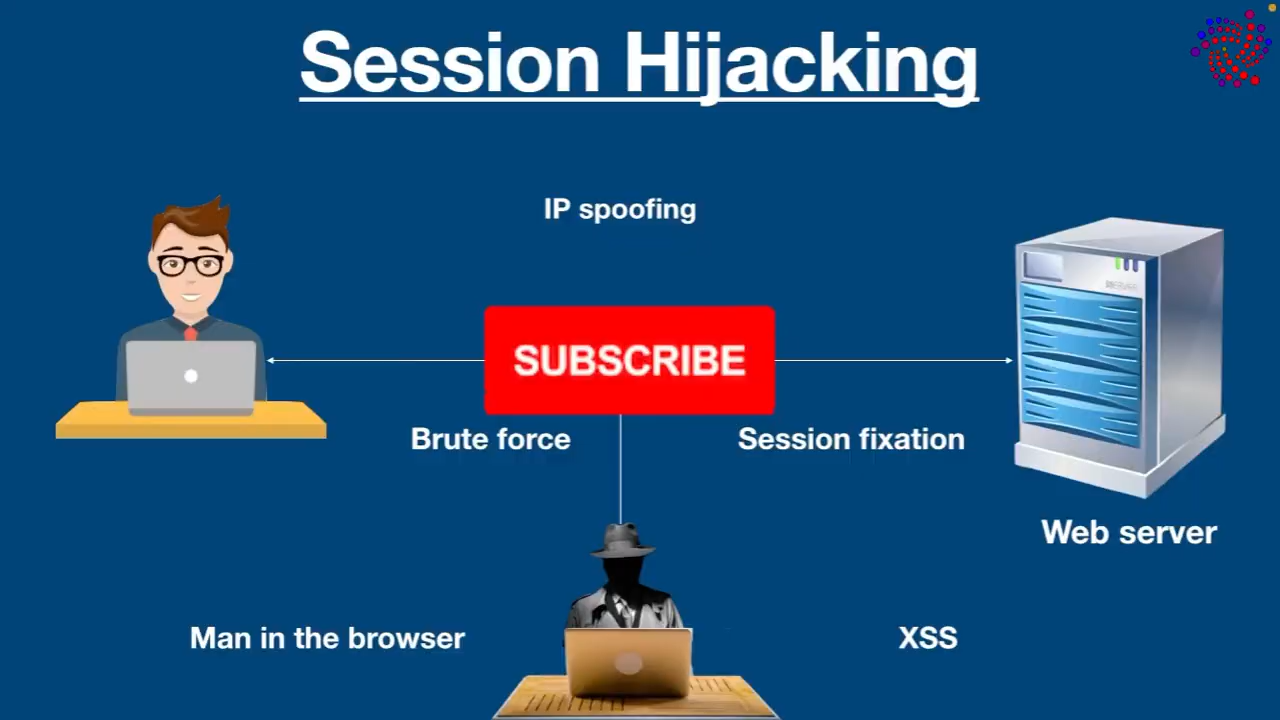 Session Hijacking
IP spoofing
SUBSCRIBE
Brute force
Session fixation
Web server
Man in the browser
XSS